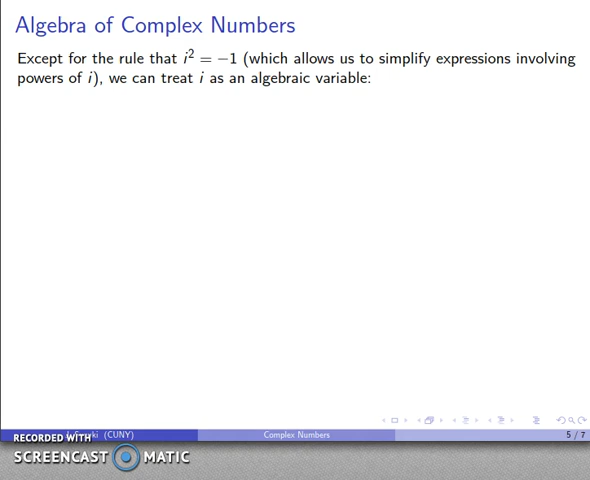 Algebra of Complex Numbers
Except for the rule that i² = −1 (which allows us to simplify expressions involving
powers of i), we can treat i as an algebraic variable:
(CUNY)
Complex Numbers
5 / 7
RECORDED WITH
SCREENCAST MATIC